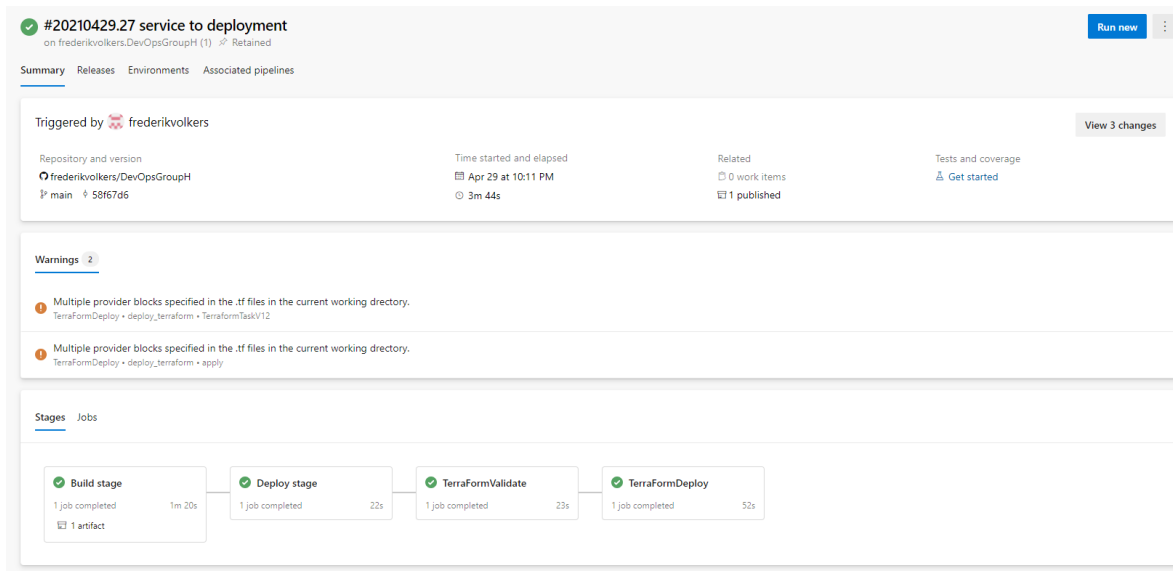 #20210429.27 service to deployment
on frederikvolkers.DevOpsGroupH (1) Retained
Run new
Summary Releases Environments Associated pipelines
Triggered by frederikvolkers
View 3 changes
Repository and version
frederikvolkers/DevOpsGroupH
main 58f67d6
Time started and elapsed
Apr 29 at 10:11 PM
3m 44s
Related
0 work items
1 published
Tests and coverage
Get started
Warnings 2
Multiple provider blocks specified in the .tf files in the current working drectory.
TerraFormDeploy • deploy_terraform • TerraformTaskV12
Multiple provider blocks specified in the .tf files in the current working drectory.
TerraFormDeploy • deploy_terraform • apply
Stages Jobs
Build stage
1 job completed 1m 20s
1 artifact
Deploy stage
1 job completed 22s
TerraFormValidate
1 job completed 23s
TerraFormDeploy
1 job completed 52s